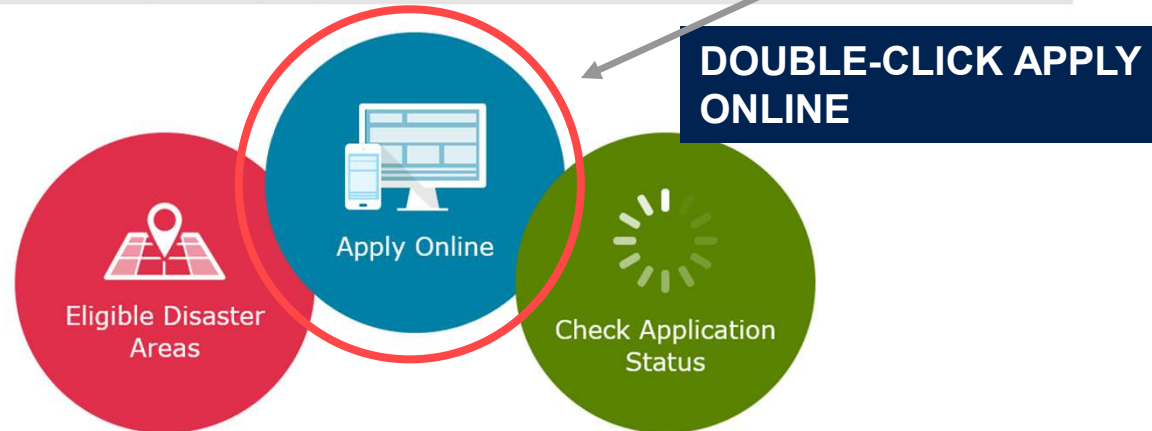 DOUBLE-CLICK APPLY
ONLINE
Apply Online
Eligible Disaster
Areas
Check Application
Status